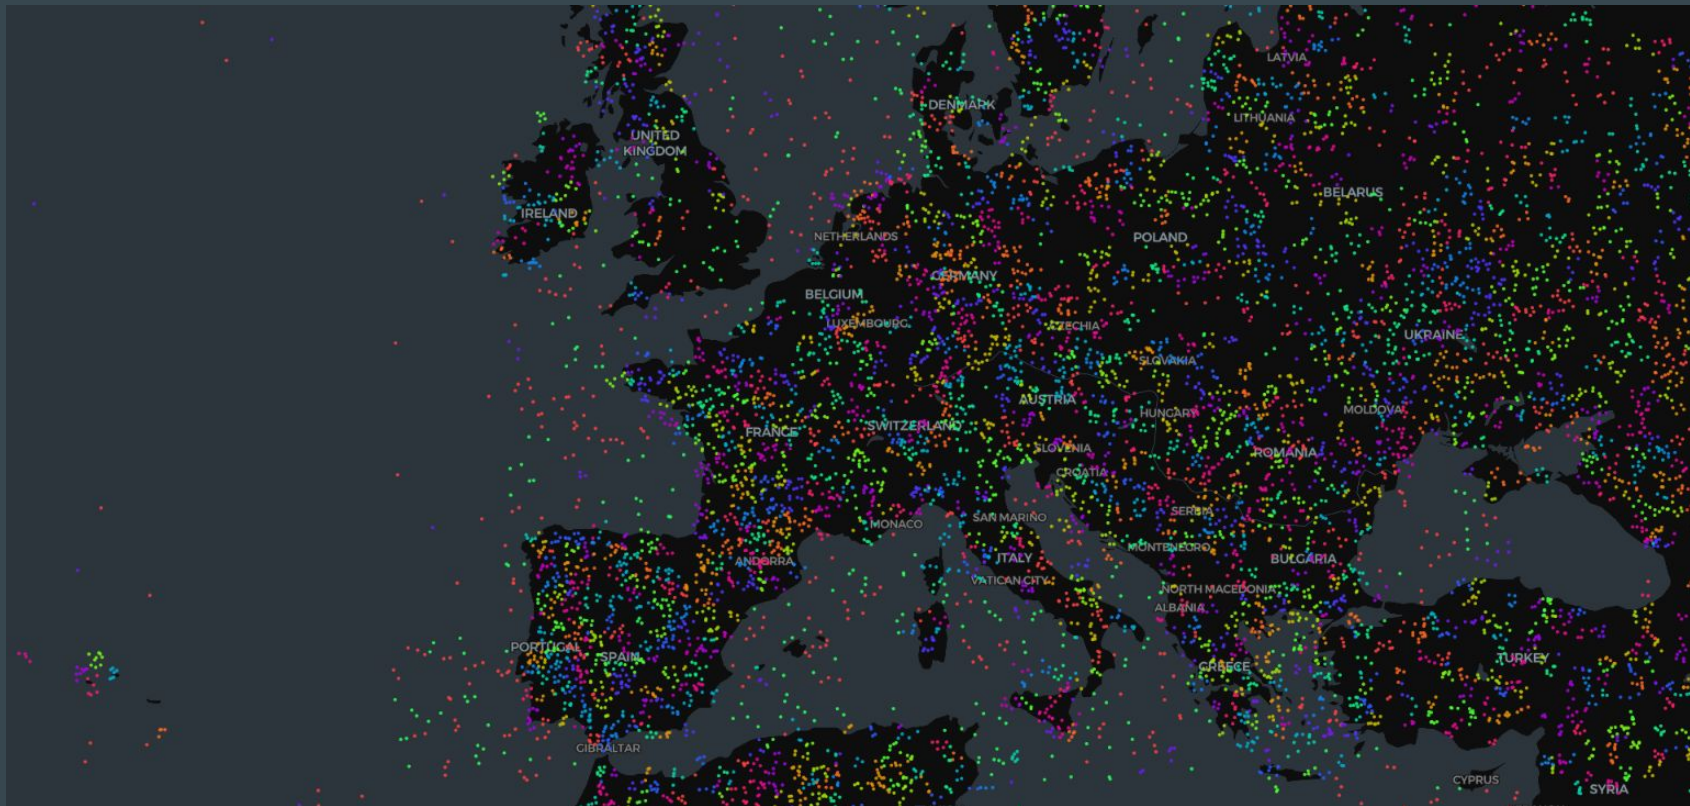 LATVIA
DENMARK
LITHUANIA
UNITED
KINGDOM
BELARUS
IRELAND
NETHERLANDS
POLAND
GERMANY
BELGIUM
LUXEMBOURG
CZECHIA
UKRAINE
SLOVAKIA
AUSTRIA
MOLDOVA
HUNGARY
SWITZERLAND
FRANCE
SLOVENIA
ROMANIA
CROATIA
SERBIA
SAN MARINO
MONACO
MONTENEGRO
ITALY
BULGARIA
ANDORRA
VATICAN CITY
NORTH MACEDONIA
ALBANIA
PORTUGAL
SPAIN
TURKEY
GREECE
GIBRALTAR
CYPRUS
SYRIA